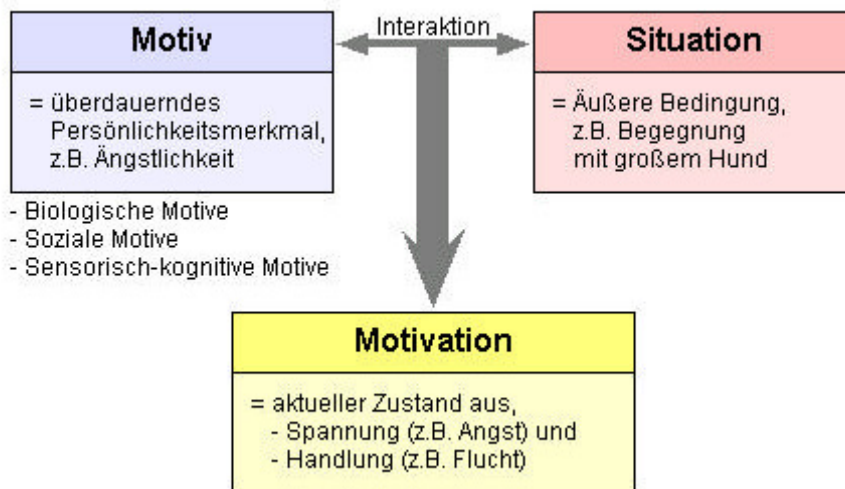 Motiv
= überdauerndes
Persönlichkeitsmerkmal,
z.B. Ängstlichkeit
- Biologische Motive
- Soziale Motive
- Sensorisch-kognitive Motive
Interaktion
Situation
= Äußere Bedingung,
z.B. Begegnung
mit großem Hund
Motivation
= aktueller Zustand aus,
- Spannung (z.B. Angst) und
- Handlung (z.B. Flucht)